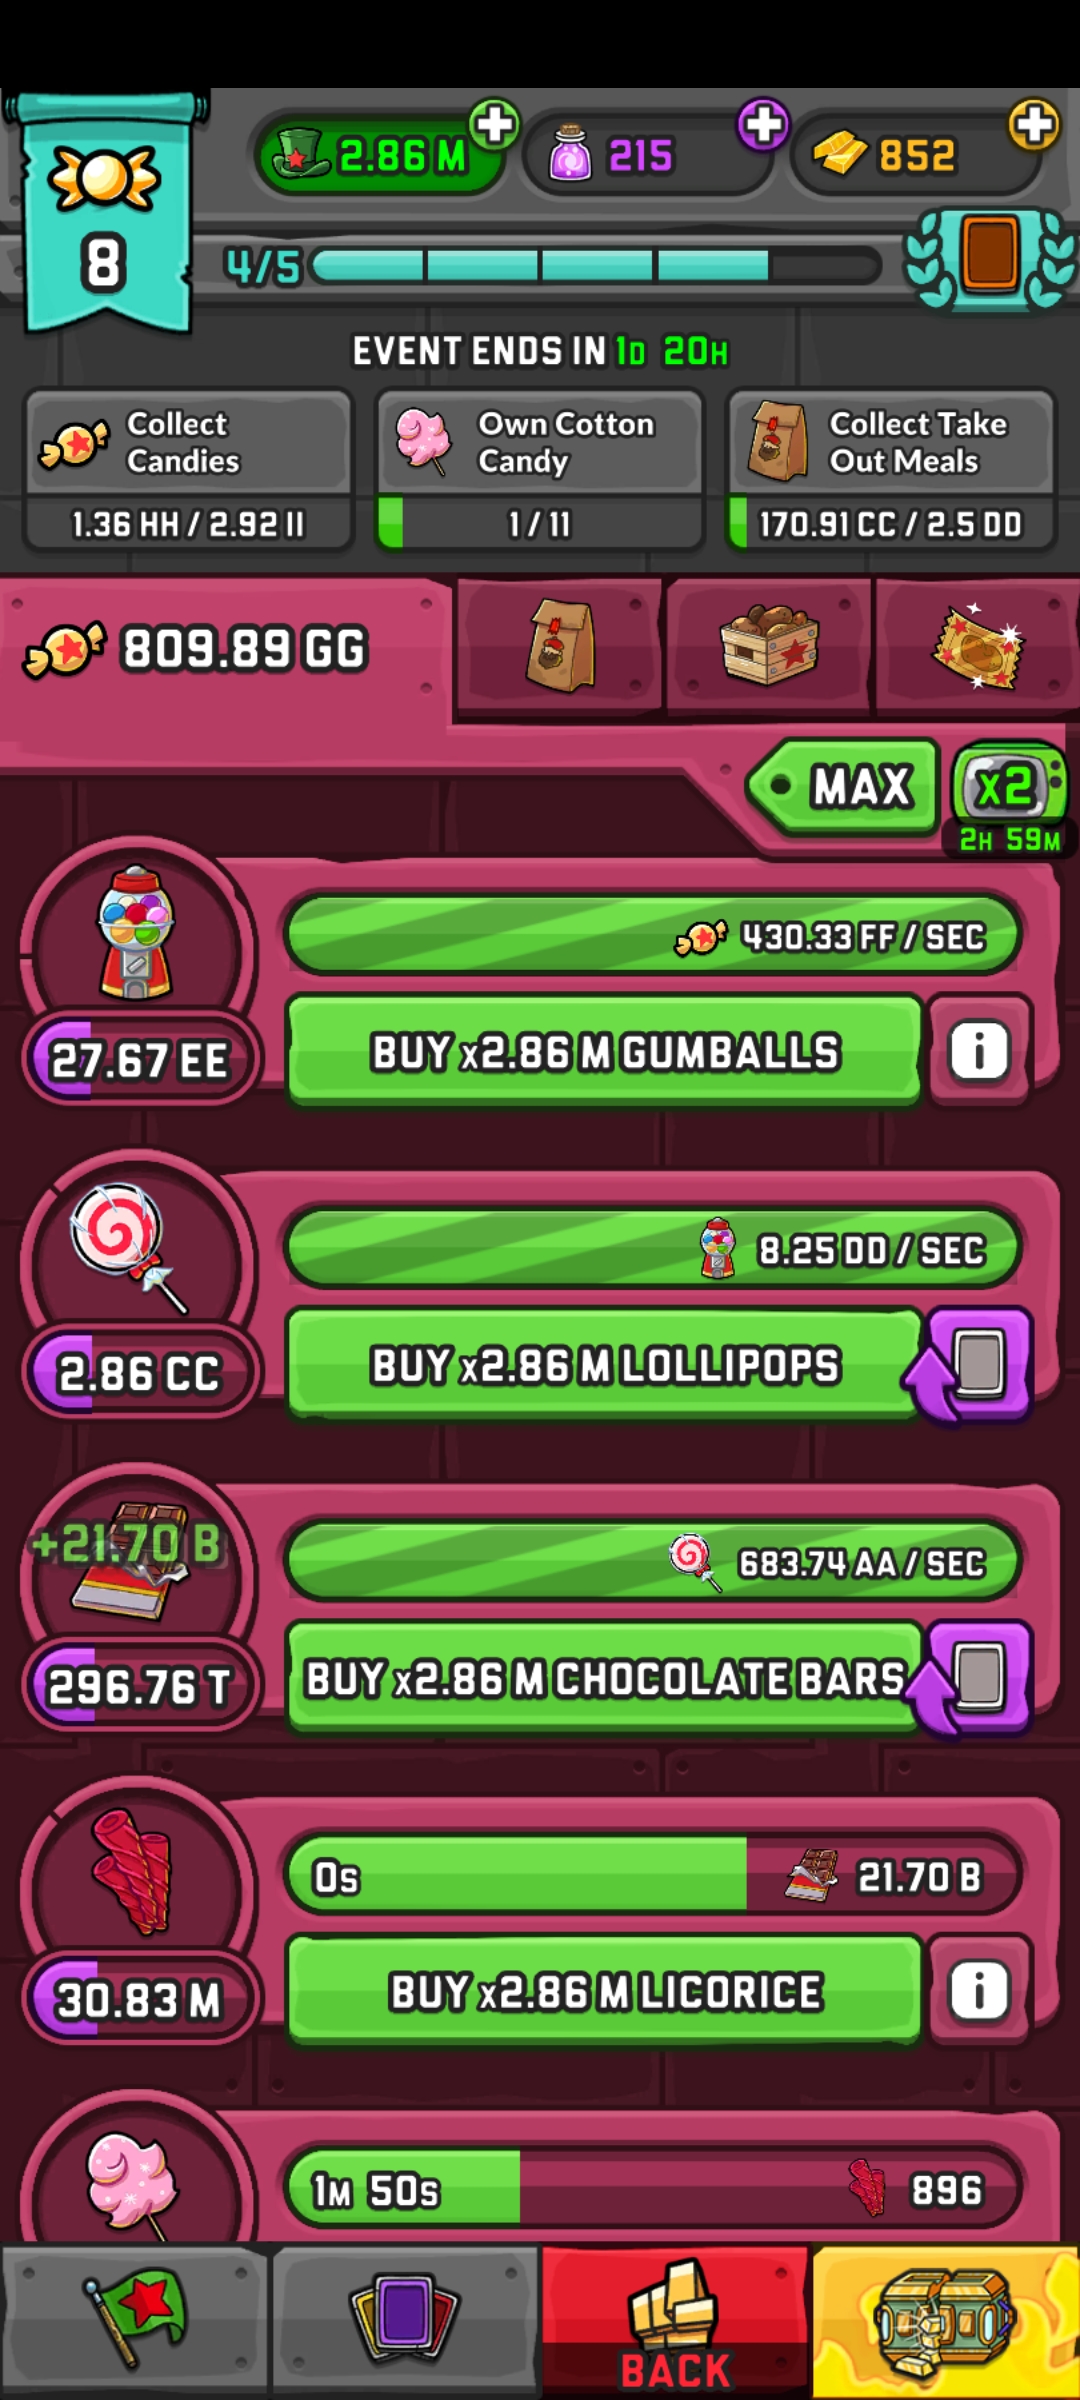 8
2.86 M
215
852
4/5
EVENT ENDS IN 1D 20H
Collect
Candies
1.36 HH / 2.92 II
Own Cotton
Candy
1 / 11
Collect Take
Out Meals
170.91 CC / 2.5 DD
809.89 GG
MAX
x2
2H 59M
430.33 FF / SEC
27.67 EE
BUY x2.86 M GUMBALLS
i
8.25 DD / SEC
2.86 CC
BUY x2.86 M LOLLIPOPS
+21.70 B
683.74 AA / SEC
296.76 T
BUY x2.86 M CHOCOLATE BARS
0s
21.70 B
30.83 M
BUY x2.86 M LICORICE
i
1M 50s
896
BACK